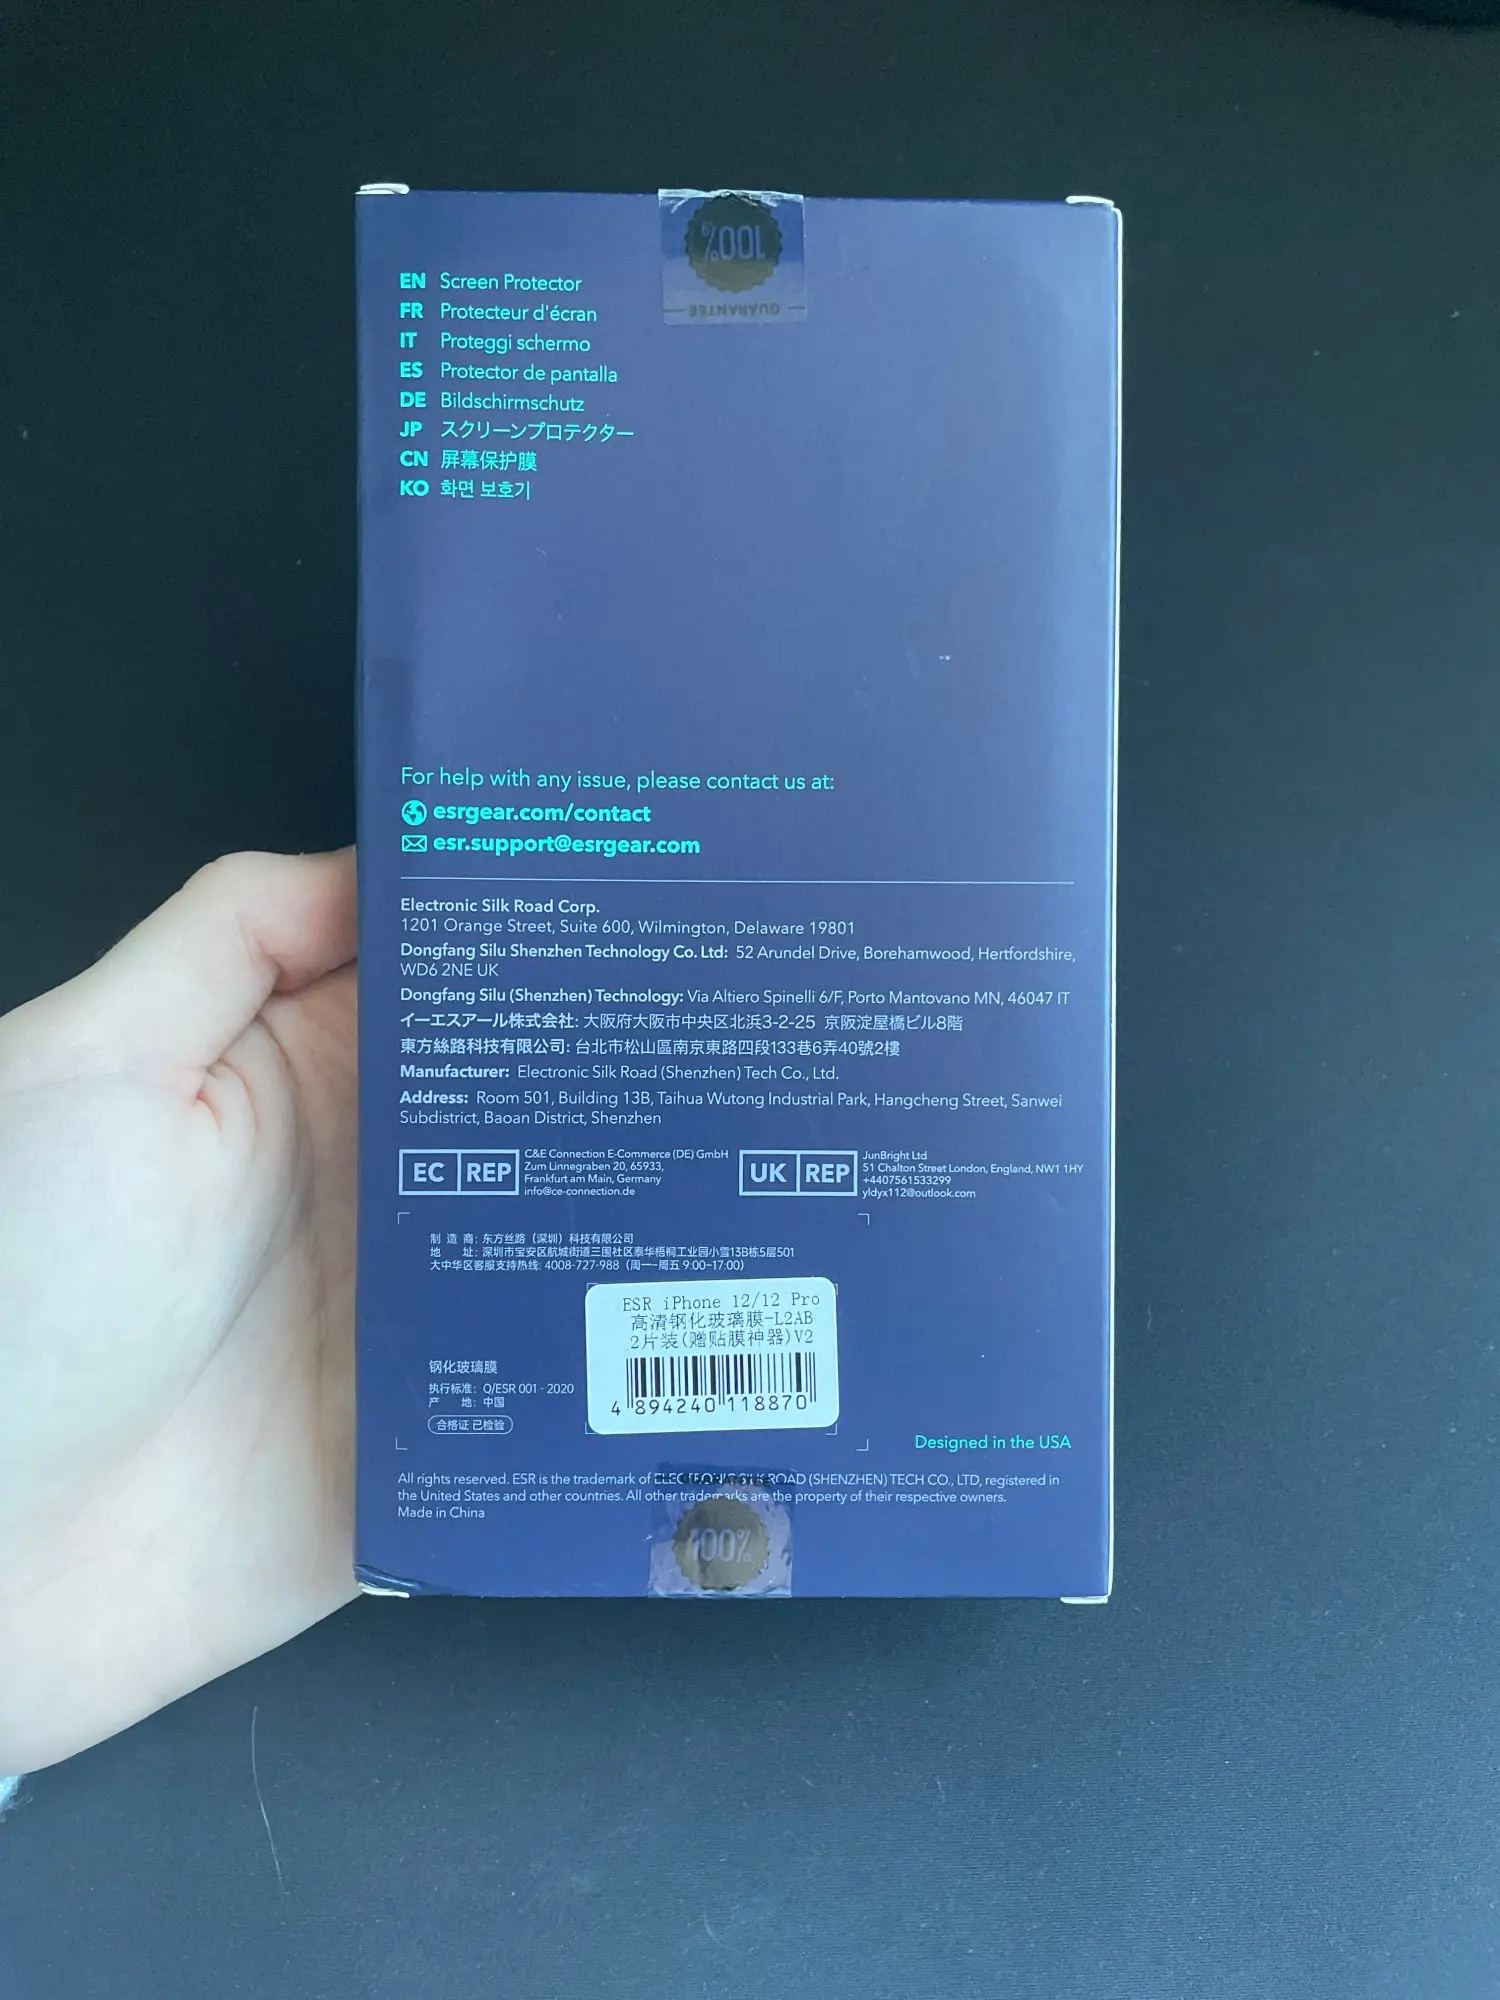 100%
GUARANTEE
EN Screen Protector
FR Protecteur d'écran
IT Proteggi schermo
ES Protector de pantalla
DE Bildschirmschutz
JP スクリーンプロテクター
CN 屏幕保护膜
KO 화면 보호기
For help with any issue, please contact us at:
esrgear.com/contact
esr.support@esrgear.com
Electronic Silk Road Corp.
1201 Orange Street, Suite 600, Wilmington, Delaware 19801
Dongfang Silu Shenzhen Technology Co. Ltd: 52 Arundel Drive, Borehamwood, Hertfordshire,
WD6 2NE UK
Dongfang Silu (Shenzhen) Technology: Via Altiero Spinelli 6/F, Porto Mantovano MN, 46047 IT
イーエスアール株式会社: 大阪府大阪市中央区北浜3-2-25 京阪淀屋橋ビル8階
東方絲路科技有限公司: 台北市松山區南京東路四段133巷6弄40號2樓
Manufacturer: Electronic Silk Road (Shenzhen) Tech Co., Ltd.
Address: Room 501, Building 13B, Taihua Wutong Industrial Park, Hangcheng Street, Sanwei
Subdistrict, Baoan District, Shenzhen
EC REP
C&E Connection E-Commerce (DE) GmbH
Zum Linnegraben 20, 65933,
Frankfurt am Main, Germany
info@ce-connection.de
UK REP
JunBright Ltd
51 Chalton Street London, England, NW1 1HY
+4407561533299
yldyx112@outlook.com
制 造 商: 东方丝路（深圳）科技有限公司
地 址: 深圳市宝安区航城街道三围社区泰华梧桐工业园小雪13B栋5层501
大中华区客服支持热线: 4008-727-988（周一~周五 9:00~17:00）
ESR iPhone 12/12 Pro
高清钢化玻璃膜-L2AB
2片装(赠贴膜神器)V2
4 894240 118870
钢化玻璃膜
执行标准: Q/ESR 001 - 2020
产 地: 中国
合格证 已检验
Designed in the USA
All rights reserved. ESR is the trademark of ELECTRONIC SILK ROAD (SHENZHEN) TECH CO., LTD, registered in
the United States and other countries. All other trademarks are the property of their respective owners.
Made in China
GUARANTEE
100%